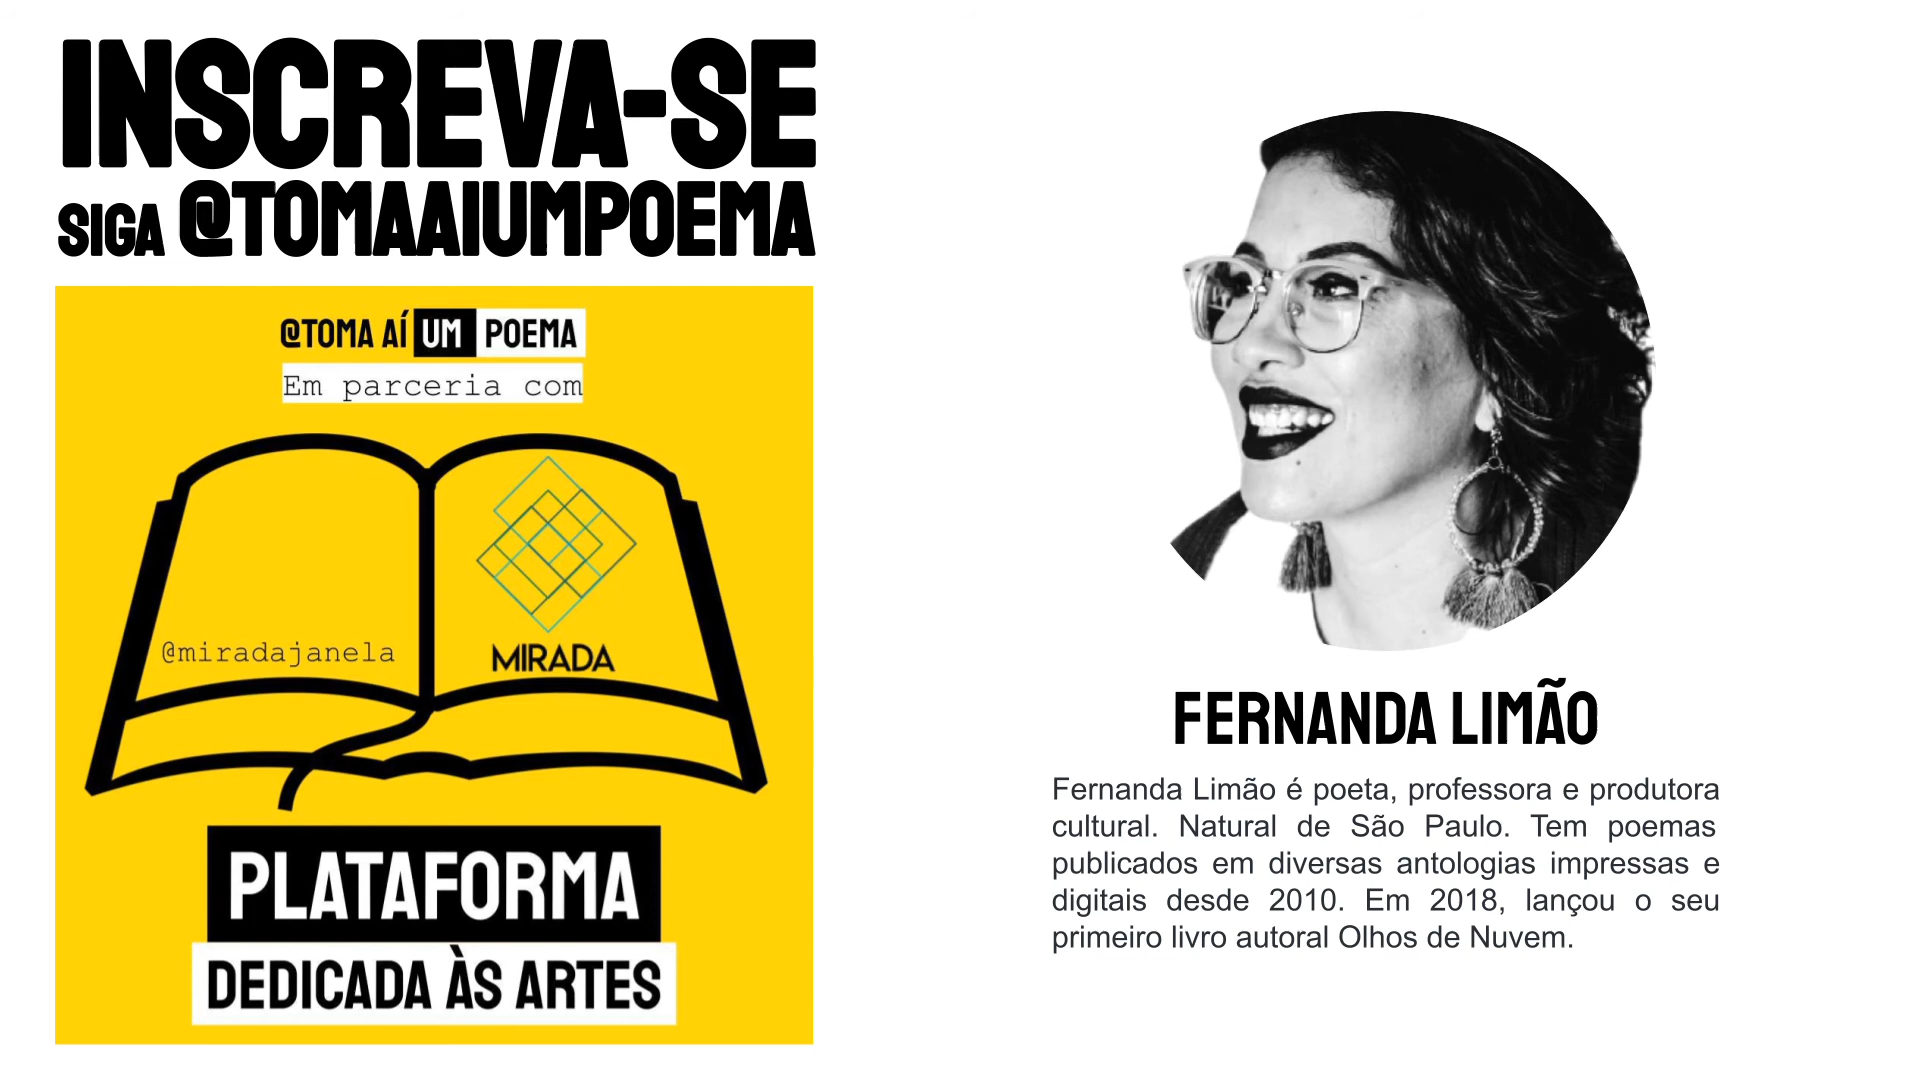 INSCREVA-SE
SIGA @TOMAAIUMPOEMA
@TOMA AÍ UM POEMA
Em parceria com
@miradajanela
MIRADA
PLATAFORMA
DEDICADA ÀS ARTES
FERNANDA LIMÃO
Fernanda Limão é poeta, professora e produtora
cultural. Natural de São Paulo. Tem poemas
publicados em diversas antologias impressas e
digitais desde 2010. Em 2018, lançou o seu
primeiro livro autoral Olhos de Nuvem.